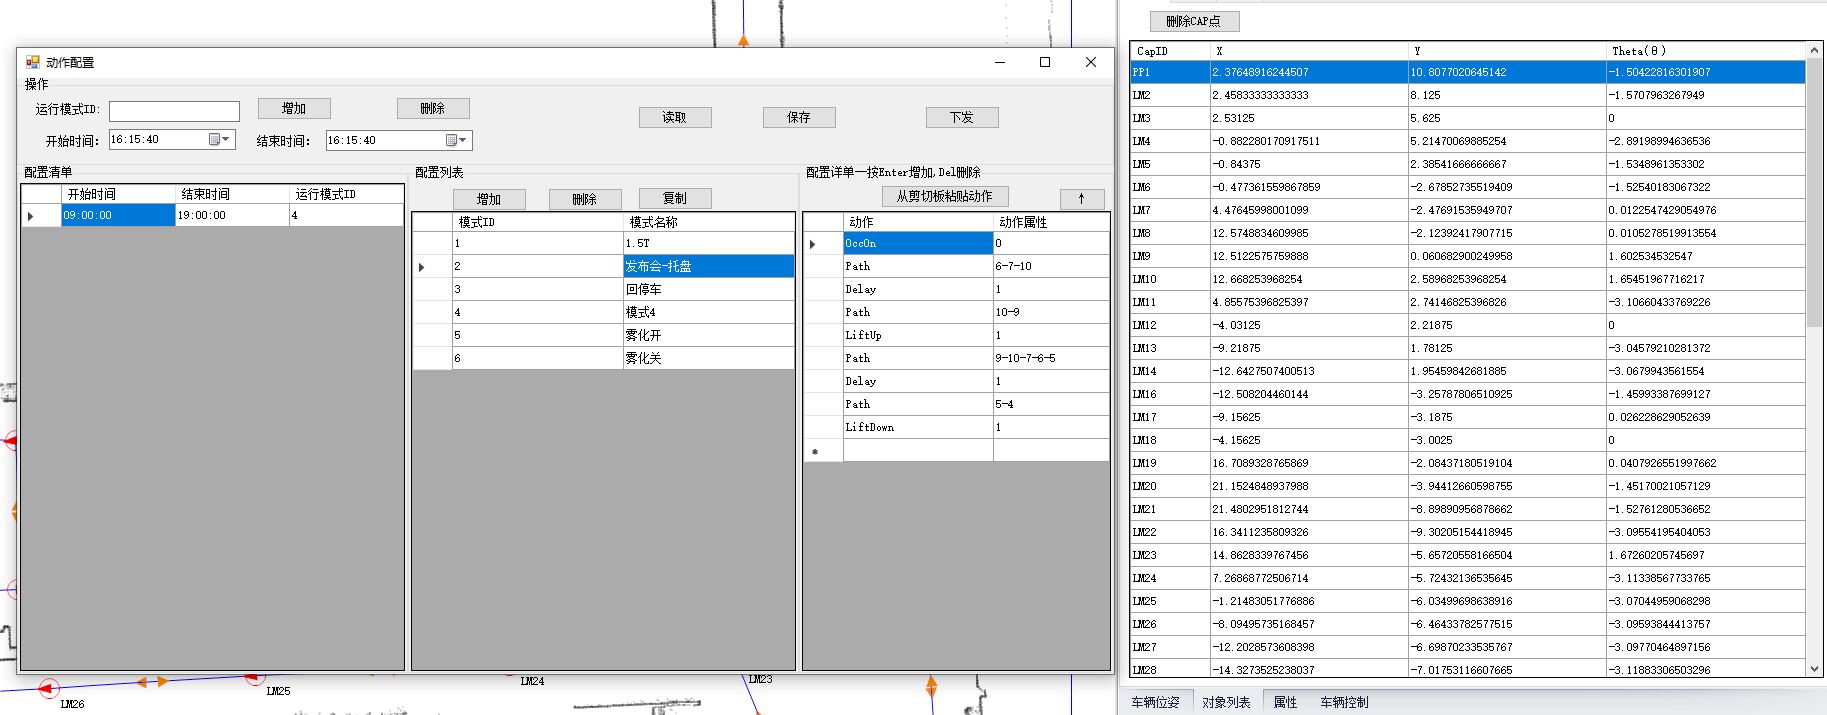 动作配置
操作
运行模式ID:
增加
删除
读取
保存
下发
开始时间:
16:15:40
结束时间:
16:15:40
配置清单
开始时间 结束时间 运行模式ID
09:00:00 19:00:00 4
配置列表
增加
删除
复制
模式ID 模式名称
1 1.5T
2 发布会-托盘
3 回停车
4 模式4
5 雾化开
6 雾化关
配置详单—按Enter增加,Del删除
从剪切板粘贴动作
↑
动作 动作属性
OccOn 0
Path 6-7-10
Delay 1
Path 10-9
LiftUp 1
Path 9-10-7-6-5
Delay 1
Path 5-4
LiftDown 1
*
LM26
LM25
LM24
LM23
删除CAP点
CapID X Y Theta(θ)
PP1 2.37648916244507 10.8077020645142 -1.50422816301907
LM2 2.45833333333333 8.125 -1.5707963267949
LM3 2.53125 5.625 0
LM4 -0.882280170917511 5.21470069885254 -2.89198994636536
LM5 -0.84375 2.38541666666667 -1.5348961353302
LM6 -0.477361559867859 -2.67852735519409 -1.52540183067322
LM7 4.47645998001099 -2.47691535949707 0.0122547429054976
LM8 12.5748834609985 -2.12392417907715 0.0105278519913554
LM9 12.5122575759888 0.060682900249958 1.602534532547
LM10 12.668253968254 2.58968253968254 1.65451967716217
LM11 4.85575396825397 2.74146825396826 -3.10660433769226
LM12 -4.03125 2.21875 0
LM13 -9.21875 1.78125 -3.04579210281372
LM14 -12.6427507400513 1.95459842681885 -3.0679943561554
LM16 -12.508204460144 -3.25787806510925 -1.45993387699127
LM17 -9.15625 -3.1875 0.026228629052639
LM18 -4.15625 -3.0025 0
LM19 16.7089328765869 -2.08437180519104 0.0407926551997662
LM20 21.1524848937988 -3.94412660598755 -1.45170021057129
LM21 21.4802951812744 -8.89890956878662 -1.52761280536652
LM22 16.3411235809326 -9.30205154418945 -3.09554195404053
LM23 14.8628339767456 -5.65720558166504 1.67260205745697
LM24 7.26868772506714 -5.72432136535645 -3.11338567733765
LM25 -1.21483051776886 -6.03499698638916 -3.07044959068298
LM26 -8.09495735168457 -6.46433782577515 -3.09593844413757
LM27 -12.2028573608398 -6.69870233535767 -3.09770464897156
LM28 -14.3273525238037 -7.01753116607665 -3.11883306503296
车辆位姿 对象列表 属性 车辆控制